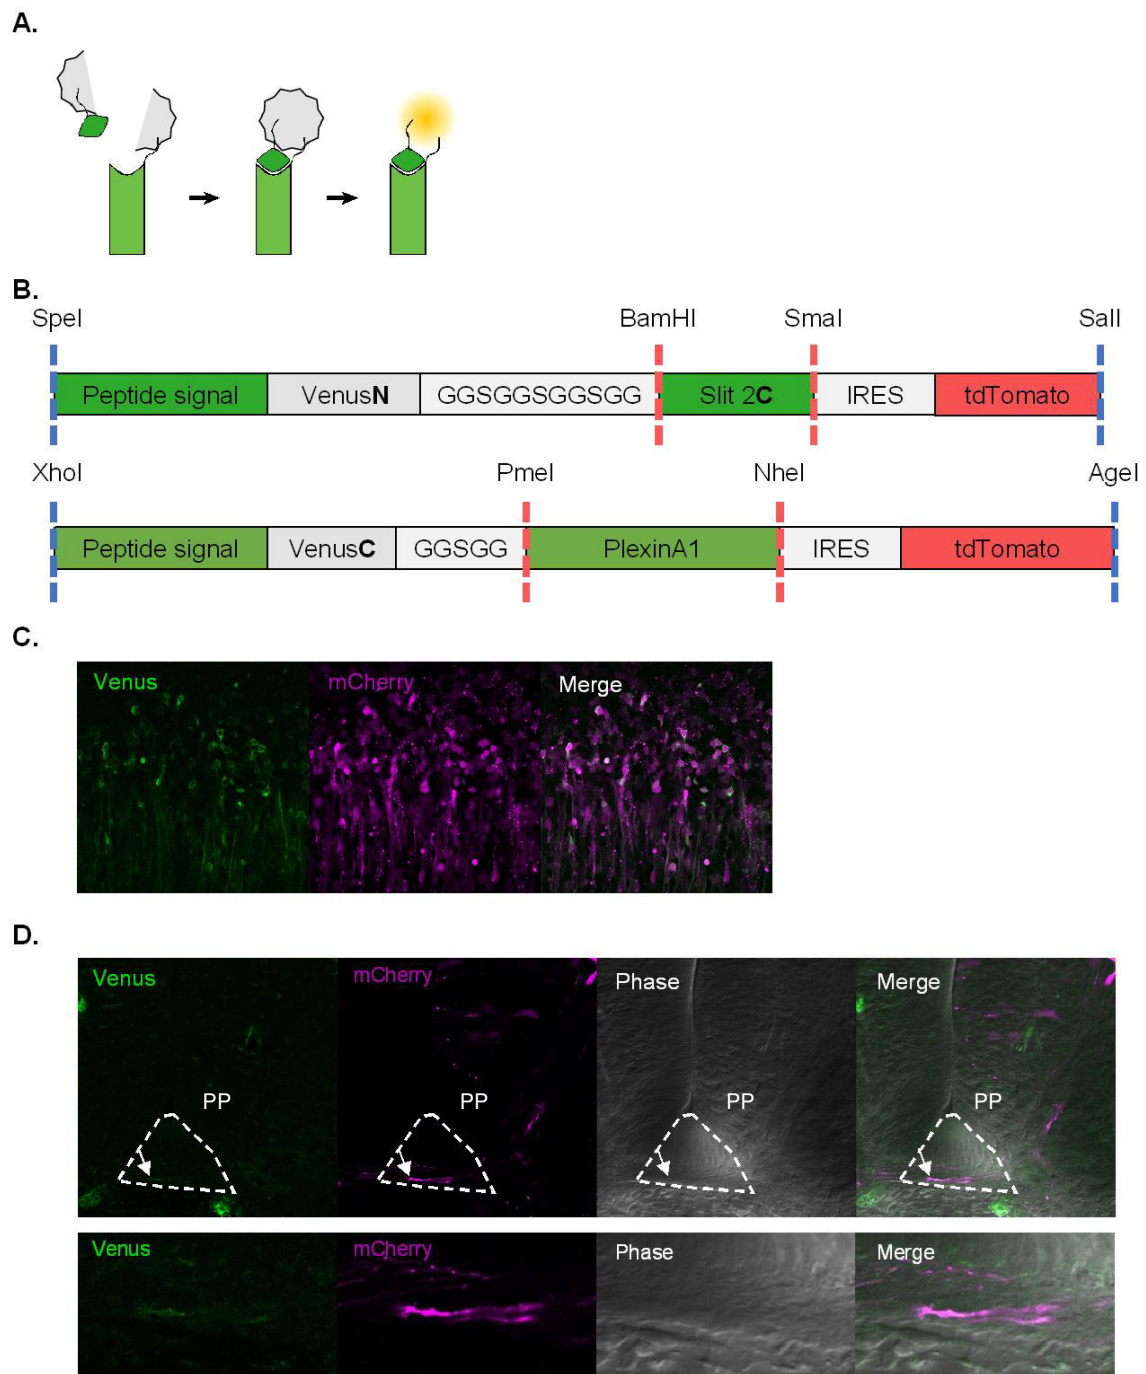 A.
B.
SpeI BamHI SmaI SalI
Peptide signal VenusN GGSGGSGGSGG Slit 2C IRES tdTomato
XhoI PmeI NheI AgeI
Peptide signal VenusC GGSGG PlexinA1 IRES tdTomato
C.
Venus mCherry Merge
D.
Venus mCherry Phase Merge
PP PP PP PP
Venus mCherry Phase Merge